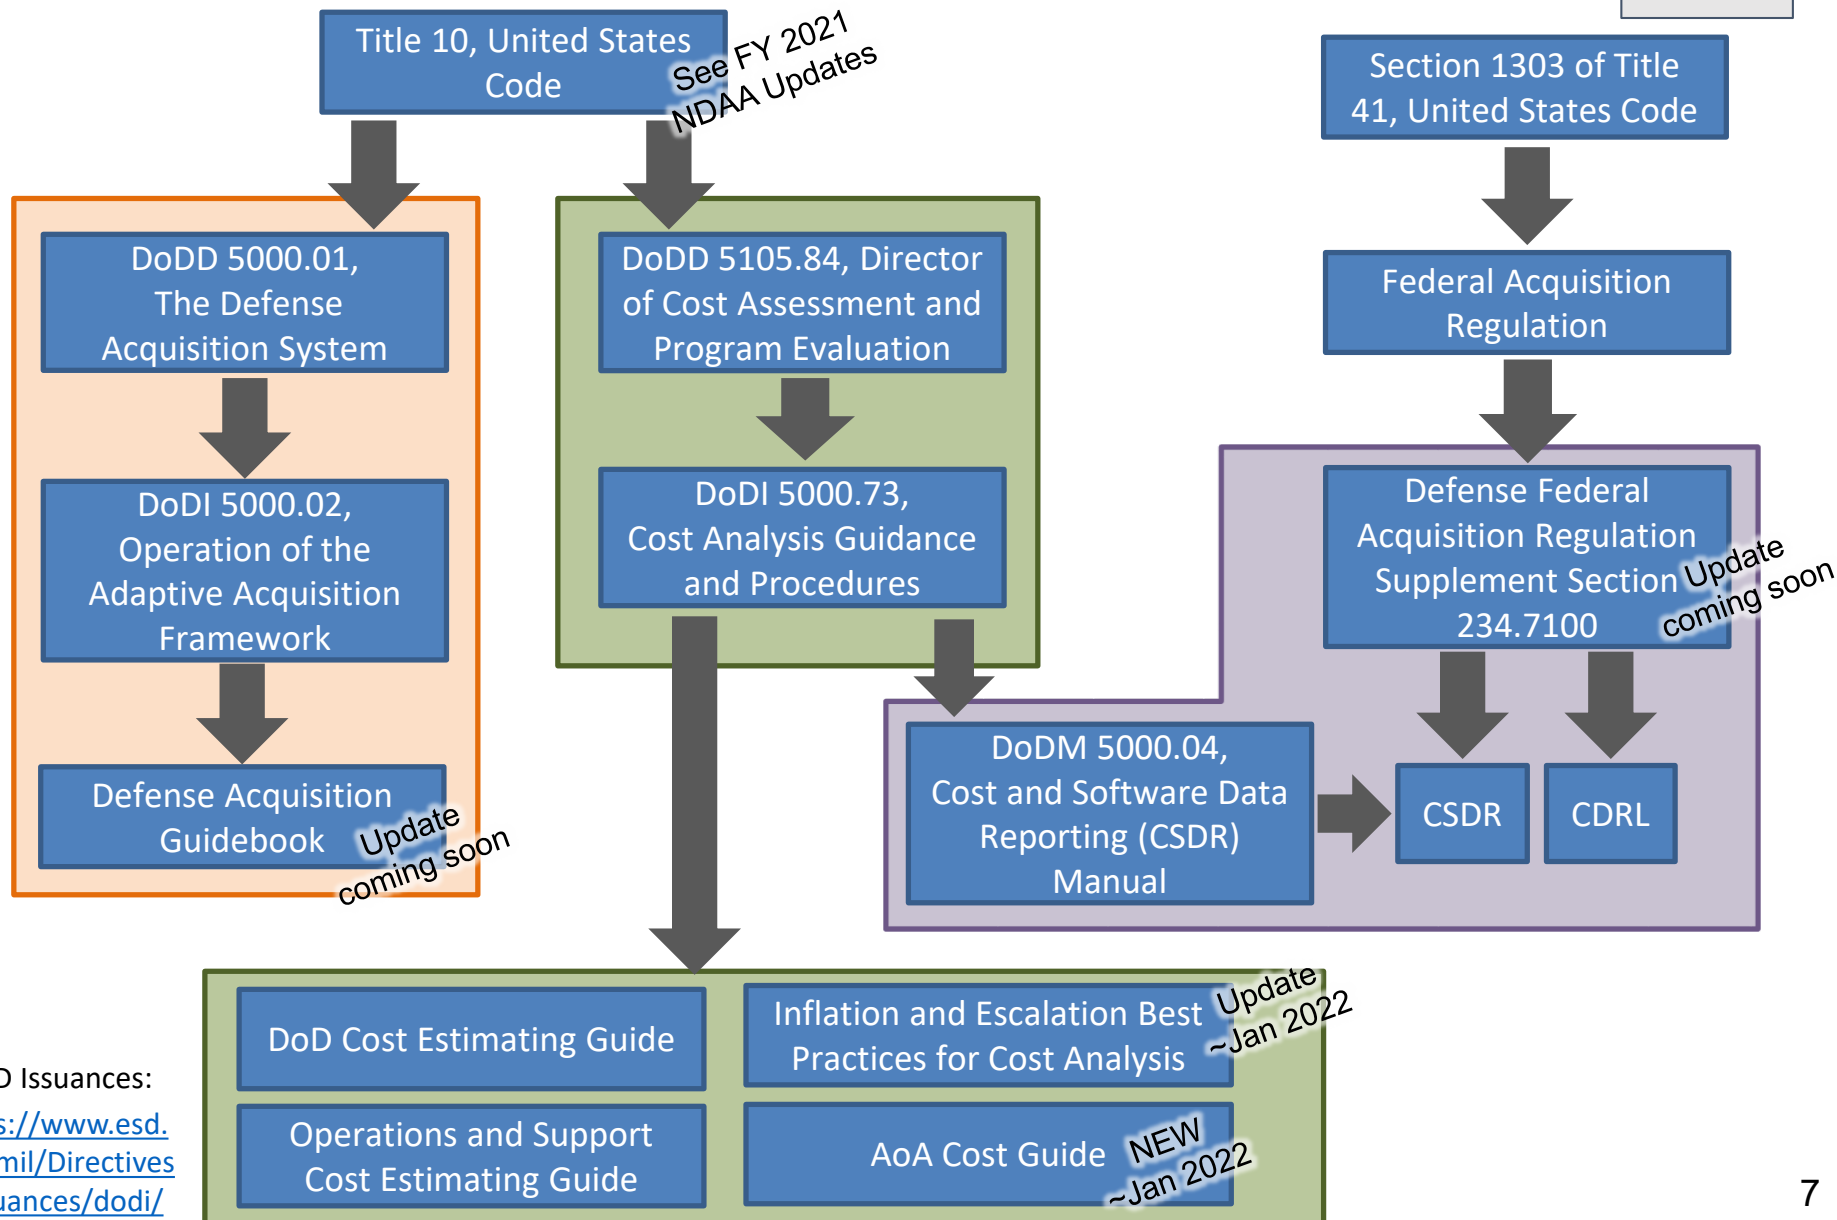 Title 10, United States
Code
See FY 2021
NDAA Updates
Section 1303 of Title
41, United States Code
DoDD 5000.01,
The Defense
Acquisition System
DoDD 5105.84, Director
of Cost Assessment and
Program Evaluation
Federal Acquisition
Regulation
DoDI 5000.02,
Operation of the
Adaptive Acquisition
Framework
DoDI 5000.73,
Cost Analysis Guidance
and Procedures
Defense Federal
Acquisition Regulation
Supplement Section
234.7100
Update
coming soon
Defense Acquisition
Guidebook
Update
coming soon
DoDM 5000.04,
Cost and Software Data
Reporting (CSDR)
Manual
CSDR
CDRL
DoD Cost Estimating Guide
Inflation and Escalation Best
Practices for Cost Analysis
Update
~Jan 2022
Operations and Support
Cost Estimating Guide
AoA Cost Guide
NEW
~Jan 2022
D Issuances:
s://www.esd.
mil/Directives
uances/dodi/
7